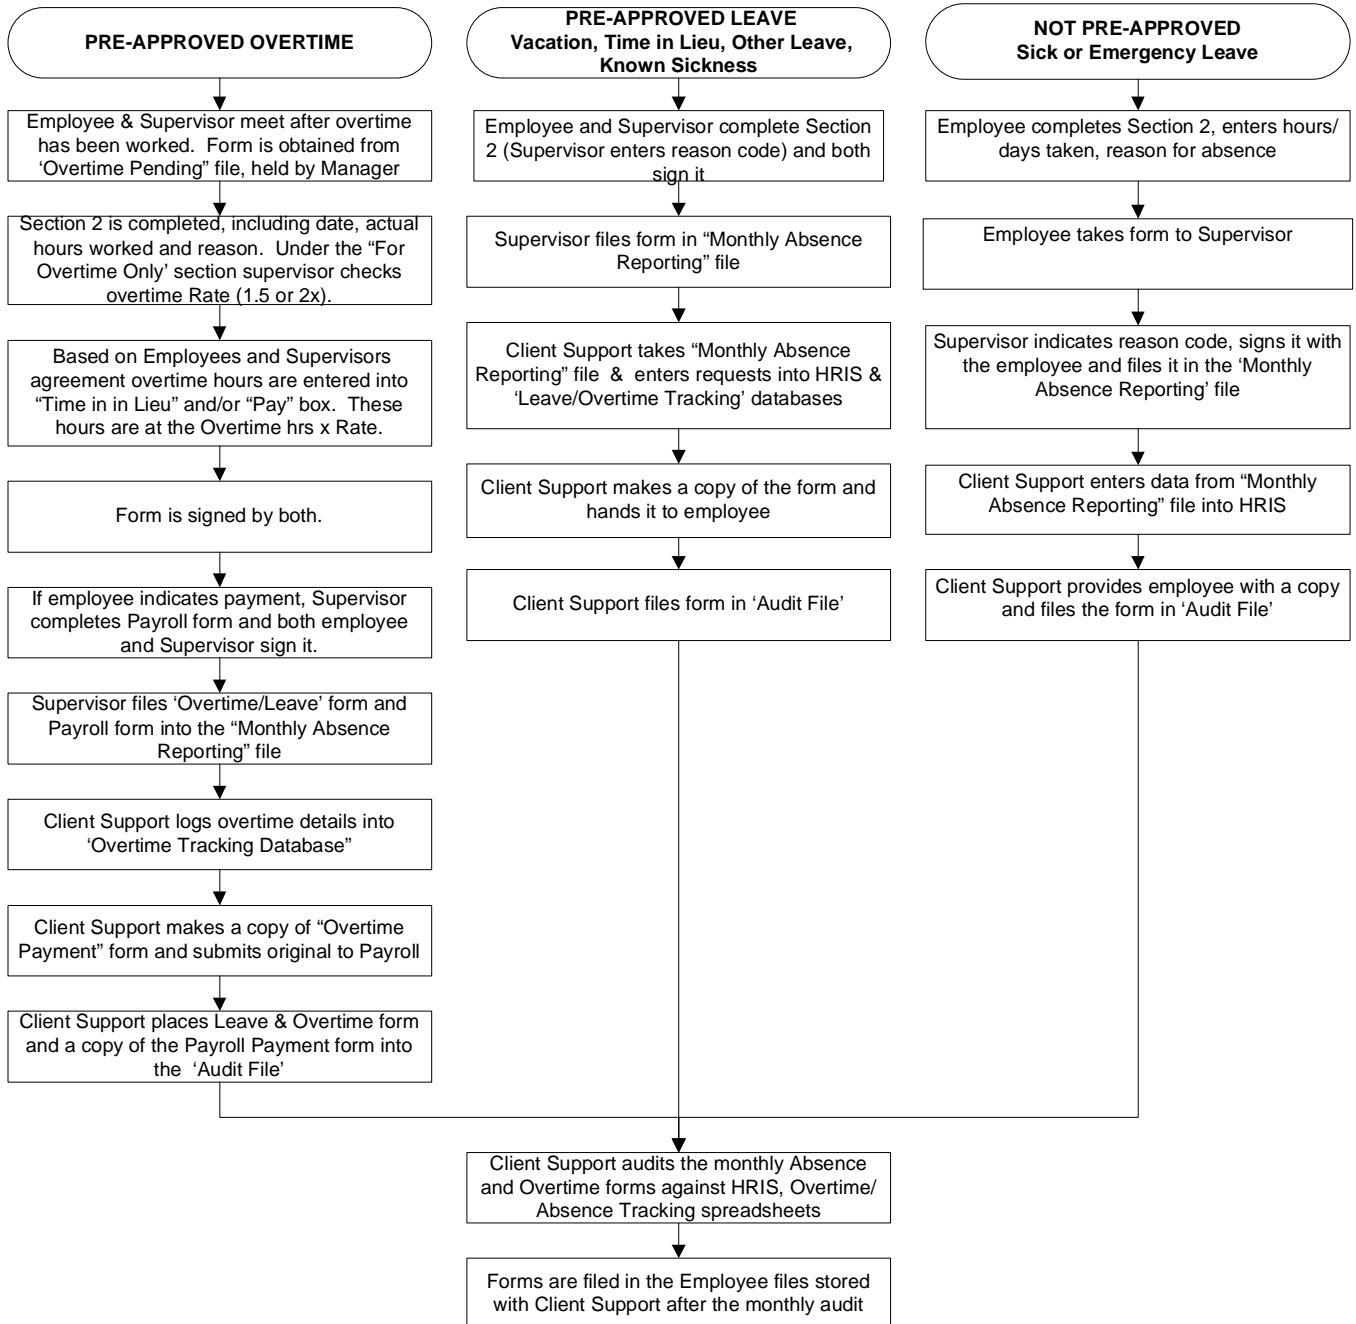 PRE-APPROVED OVERTIME
Employee & Supervisor meet after overtime
has been worked.  Form is obtained from
‘Overtime Pending” file, held by Manager
Section 2 is completed, including date, actual
hours worked and reason.  Under the “For
Overtime Only’ section supervisor checks
overtime Rate (1.5 or 2x).
Based on Employees and Supervisors
agreement overtime hours are entered into
“Time in in Lieu” and/or “Pay” box.  These
hours are at the Overtime hrs x Rate.
Form is signed by both.
If employee indicates payment, Supervisor
completes Payroll form and both employee
and Supervisor sign it.
Supervisor files ‘Overtime/Leave’ form and
Payroll form into the “Monthly Absence
Reporting” file
Client Support logs overtime details into
‘Overtime Tracking Database”
Client Support makes a copy of “Overtime
Payment” form and submits original to Payroll
Client Support places Leave & Overtime form
and a copy of the Payroll Payment form into
the  ‘Audit File’
PRE-APPROVED LEAVE
Vacation, Time in Lieu, Other Leave,
Known Sickness
Employee and Supervisor complete Section
2 (Supervisor enters reason code) and both
sign it
Supervisor files form in “Monthly Absence
Reporting” file
Client Support takes “Monthly Absence
Reporting” file  &  enters requests into HRIS &
‘Leave/Overtime Tracking’ databases
Client Support makes a copy of the form and
hands it to employee
Client Support files form in ‘Audit File’
NOT PRE-APPROVED
Sick or Emergency Leave
Employee completes Section 2, enters hours/
days taken, reason for absence
Employee takes form to Supervisor
Supervisor indicates reason code, signs it with
the employee and files it in the ‘Monthly
Absence Reporting’ file
Client Support enters data from “Monthly
Absence Reporting” file into HRIS
Client Support provides employee with a copy
and files the form in ‘Audit File’
Client Support audits the monthly Absence
and Overtime forms against HRIS, Overtime/
Absence Tracking spreadsheets
Forms are filed in the Employee files stored
with Client Support after the monthly audit